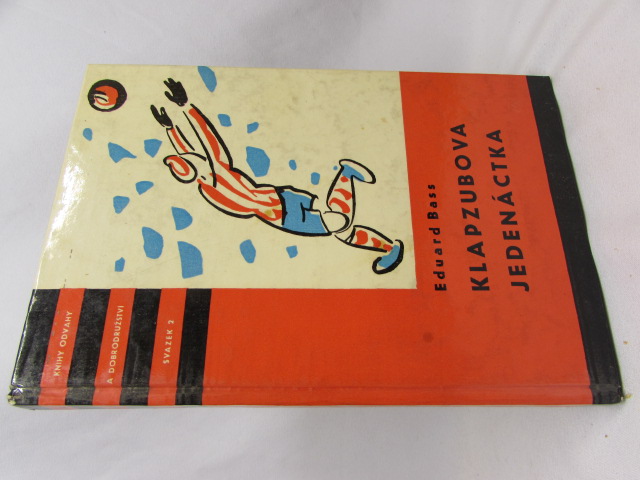 Eduard Bass
KLAPZUBOVA
JEDENÁCTKA
KNIHY ODVAHY
A DOBRODRUŽSTVÍ
SVAZEK 2